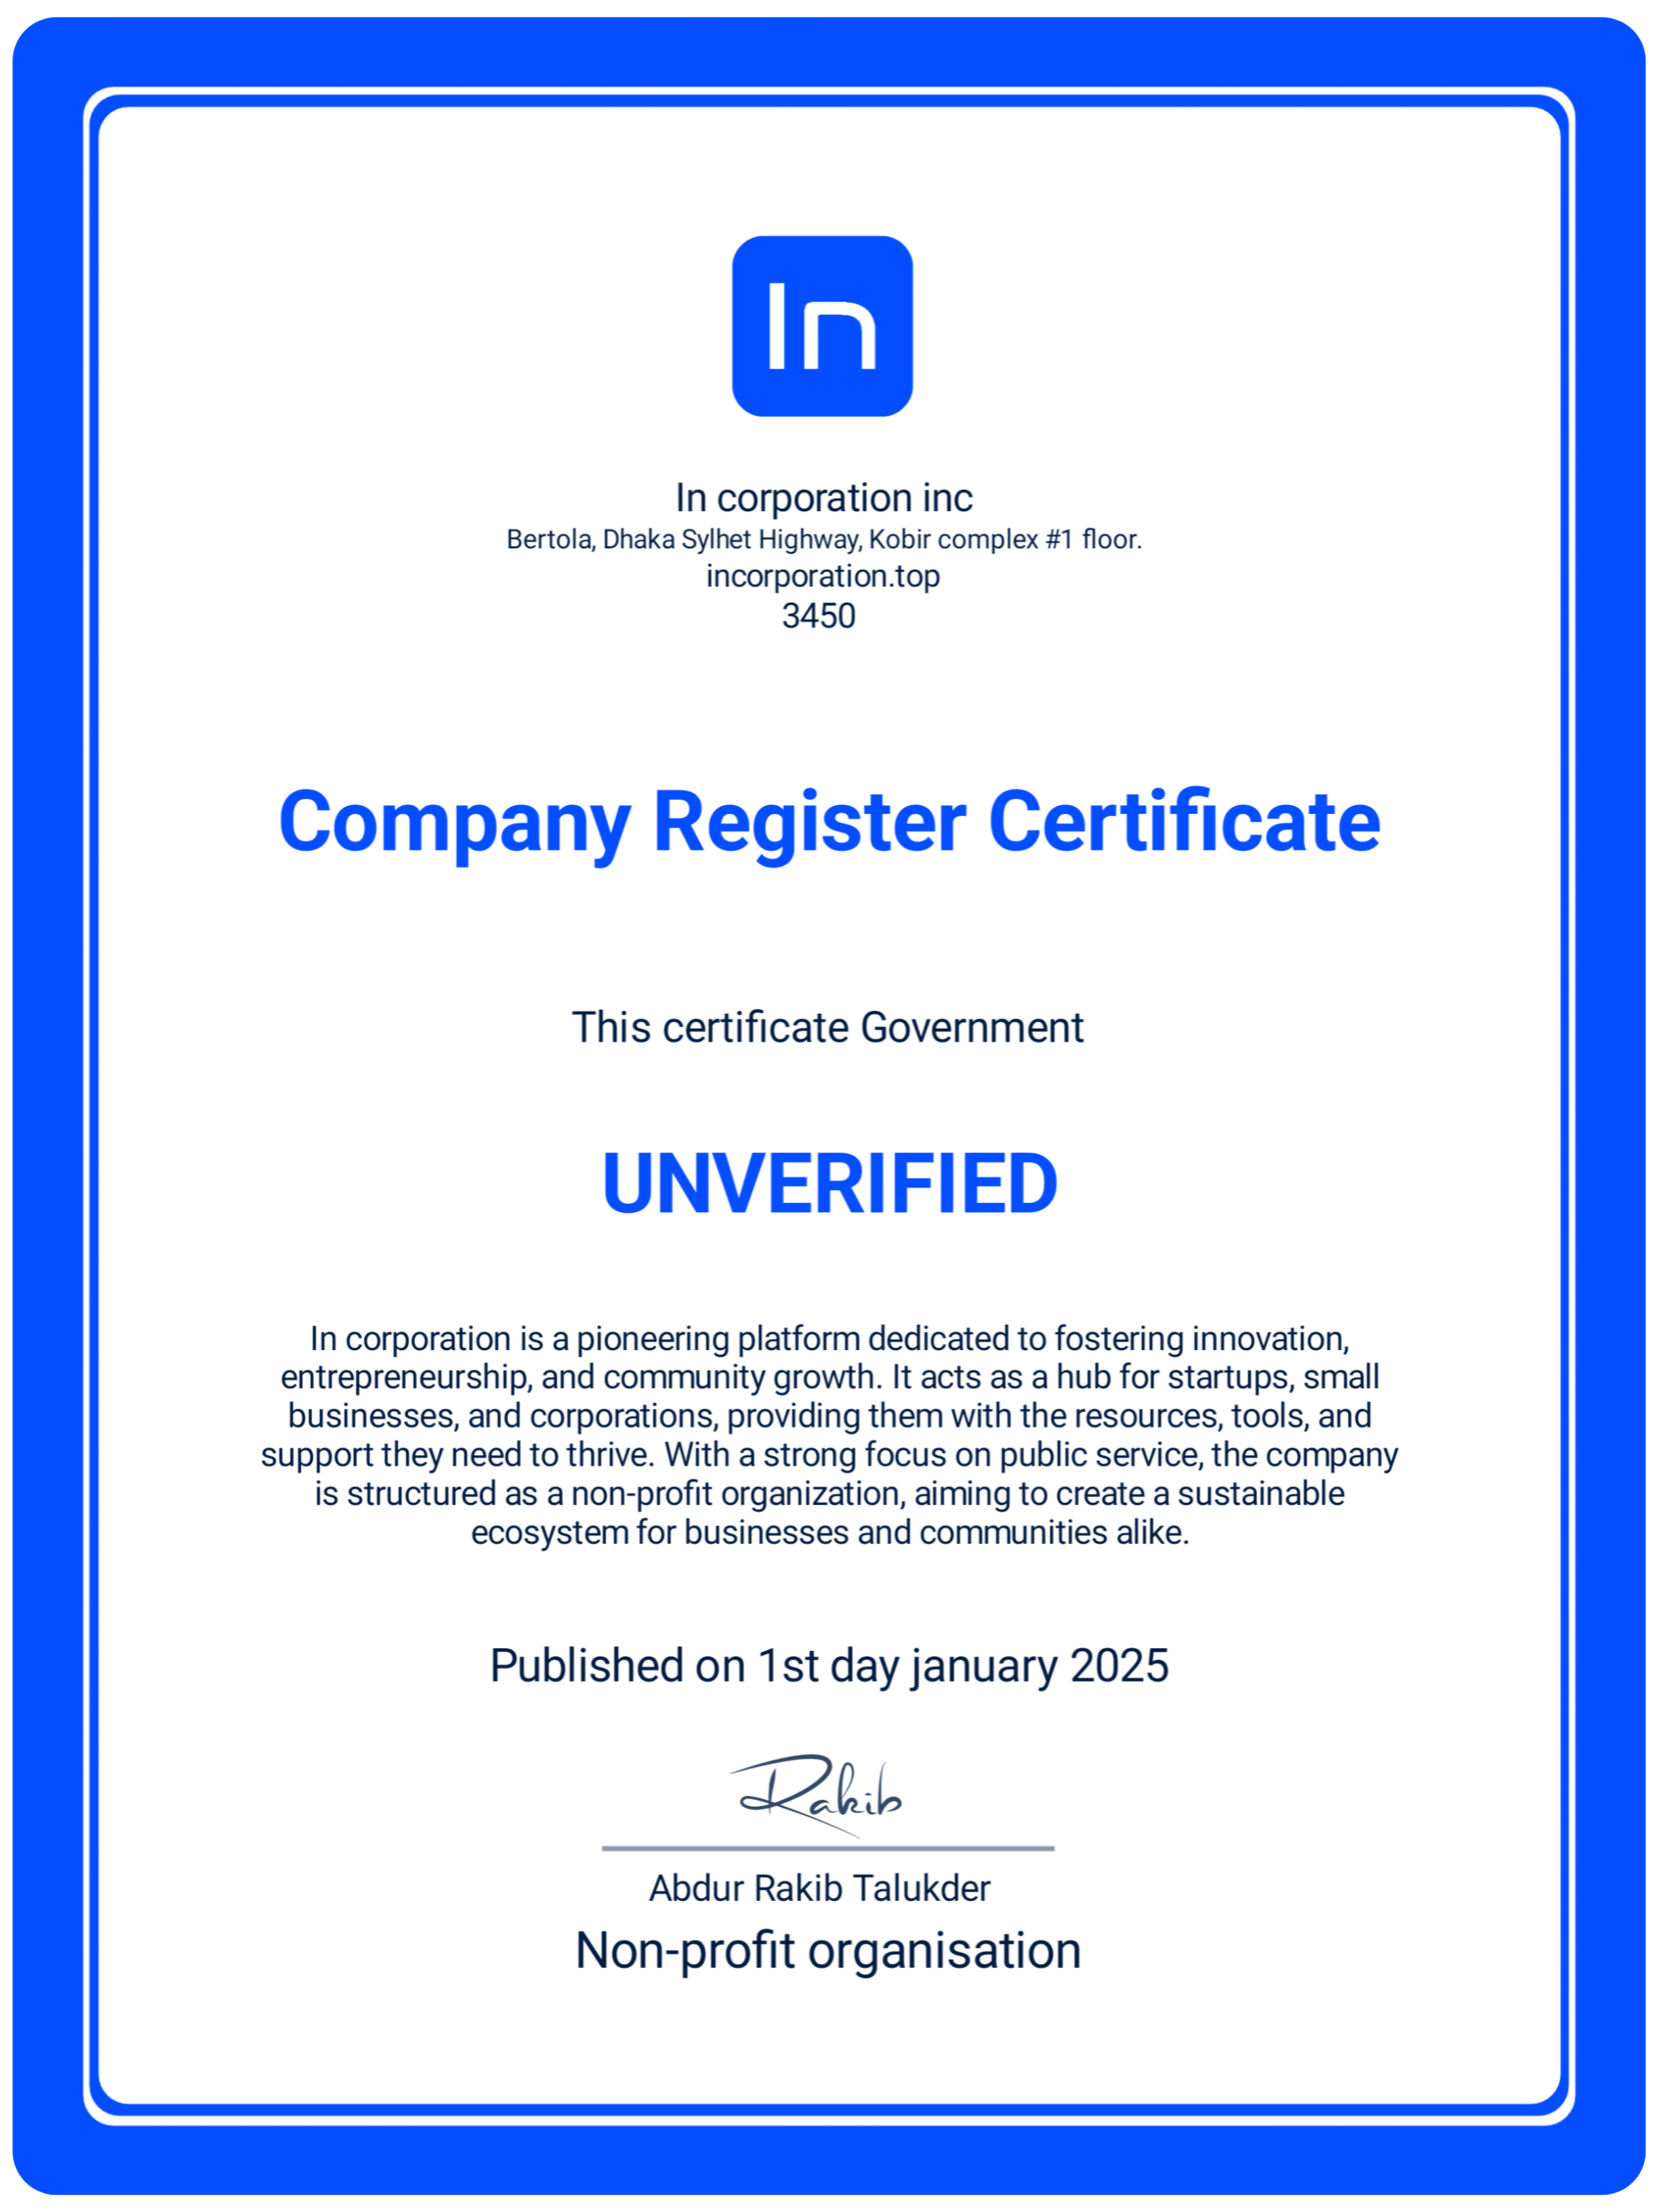 In
In corporation inc
Bertola, Dhaka Sylhet Highway, Kobir complex #1 floor.
incorporation.top
3450
Company Register Certificate
This certificate Government
UNVERIFIED
In corporation is a pioneering platform dedicated to fostering innovation,
entrepreneurship, and community growth. It acts as a hub for startups, small
businesses, and corporations, providing them with the resources, tools, and
support they need to thrive. With a strong focus on public service, the company
is structured as a non-profit organization, aiming to create a sustainable
ecosystem for businesses and communities alike.
Published on 1st day january 2025
Rakib
Abdur Rakib Talukder
Non-profit organisation